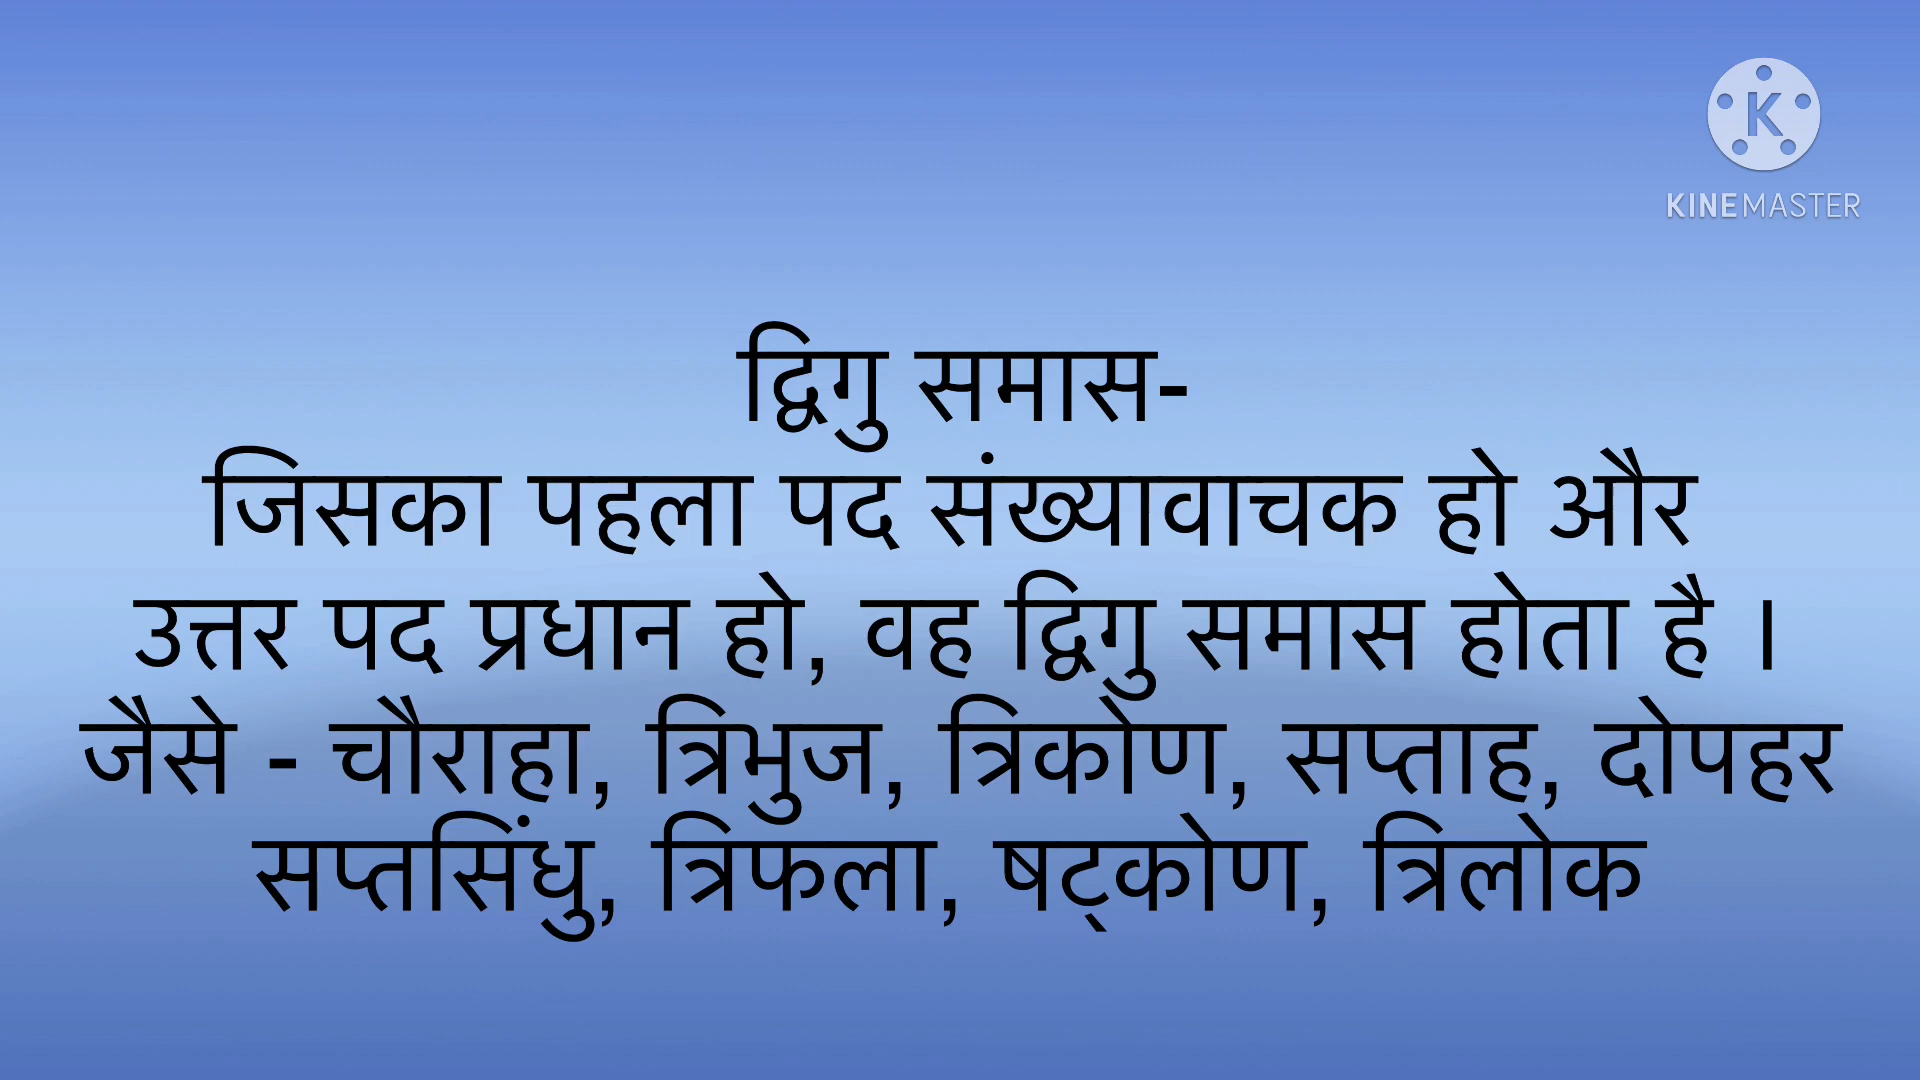 KINEMASTER
द्विगु समास-
जिसका पहला पद संख्यावाचक हो और
उत्तर पद प्रधान हो, वह द्विगु समास होता है ।
जैसे - चौराहा, त्रिभुज, त्रिकोण, सप्ताह, दोपहर
सप्तसिंधु, त्रिफला, षट्कोण, त्रिलोक